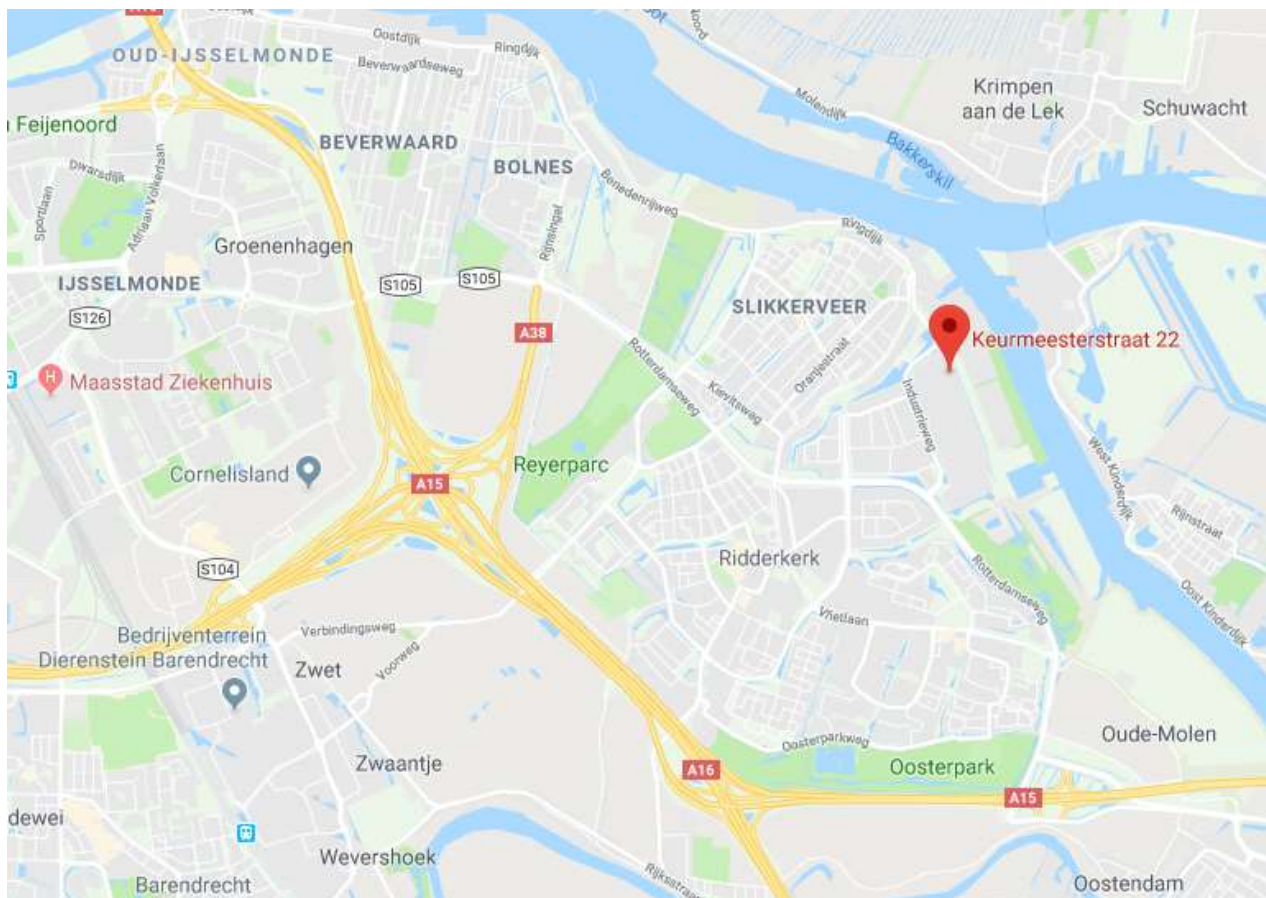 Oostdijk
Ringdijk
OUD-IJSSELMONDE
Beverwaardseweg
Krimpen
aan de Lek
Schuwacht
Molendijk
Feijenoord
BEVERWAARD
Bakkerskil
BOLNES
Dwarsdijk
Benedenrijweg
Sportlaan
Adriaan Volkerlaan
Rijnsingel
Ringdijk
Groenenhagen
IJSSELMONDE
S105
S105
S126
SLIKKERVEER
A38
Keurmeesterstraat 22
Rotterdamseweg
Oranjestraat
H
Maasstad Ziekenhuis
Kievitsweg
Industrieweg
Cornelisland
Reyerparc
A15
West Kinderdijk
Rijnstraat
Ridderkerk
S104
Rotterdamseweg
Oost Kinderdijk
Vlietlaan
Verbindingsweg
Bedrijventerrein
Dierenstein Barendrecht
Voorweg
Zwet
Oosterparkweg
Oude-Molen
Zwaantje
A16
Oosterpark
A15
dewei
Wevershoek
Barendrecht
Oostendam